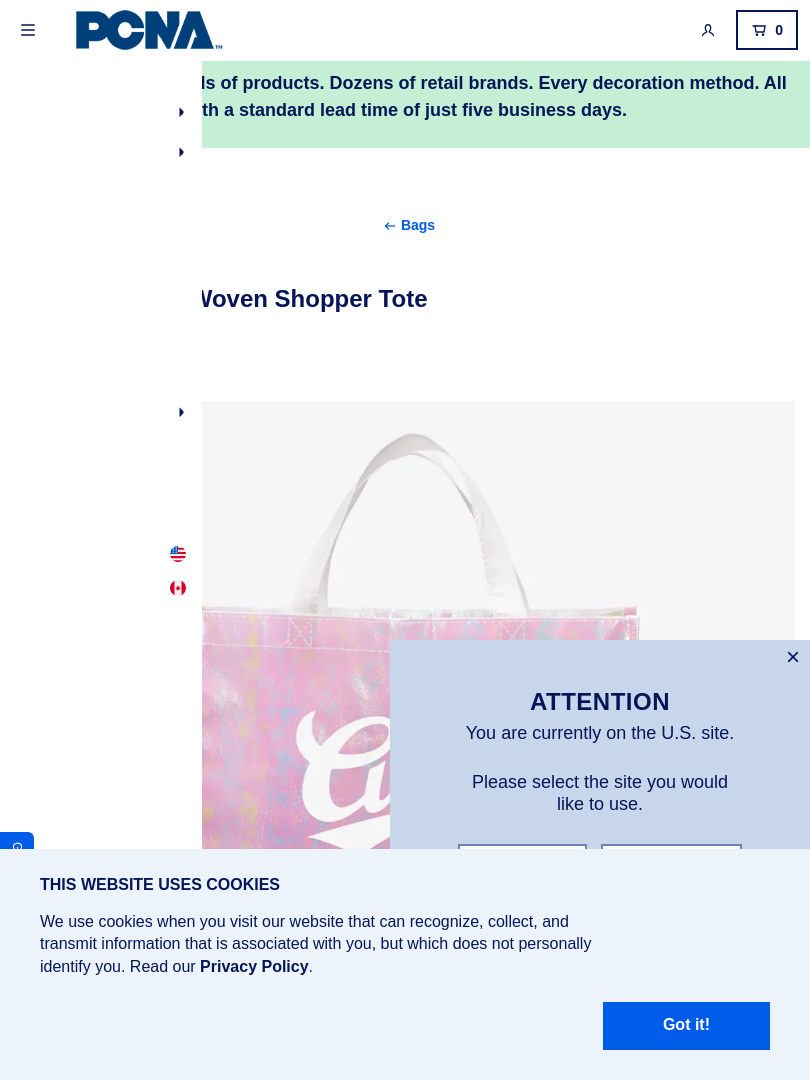 PCNA™
0
ls of products. Dozens of retail brands. Every decoration method. All
th a standard lead time of just five business days.
← Bags
Woven Shopper Tote
ATTENTION
You are currently on the U.S. site.
Please select the site you would
like to use.
THIS WEBSITE USES COOKIES
We use cookies when you visit our website that can recognize, collect, and
transmit information that is associated with you, but which does not personally
identify you. Read our Privacy Policy.
Got it!